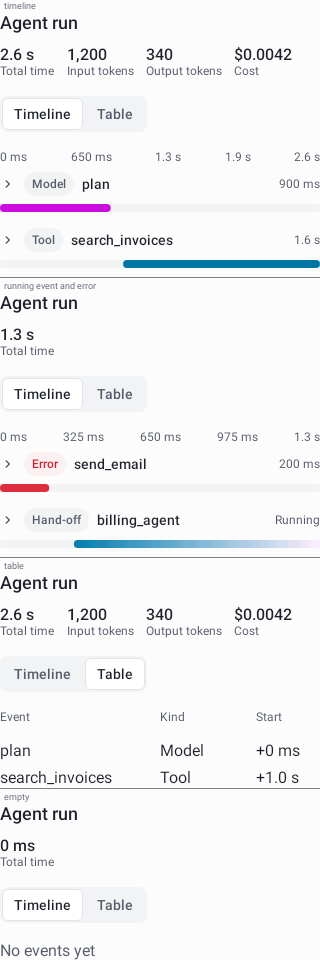 timeline
Agent run
2.6 s 1,200 340 $0.0042
Total time Input tokens Output tokens Cost
Timeline Table
0 ms 650 ms 1.3 s 1.9 s 2.6 s
Model plan 900 ms
Tool search_invoices 1.6 s
running event and error
Agent run
1.3 s
Total time
Timeline Table
0 ms 325 ms 650 ms 975 ms 1.3 s
Error send_email 200 ms
Hand-off billing_agent Running
table
Agent run
2.6 s 1,200 340 $0.0042
Total time Input tokens Output tokens Cost
Timeline Table
Event Kind Start
plan Model +0 ms
search_invoices Tool +1.0 s
empty
Agent run
0 ms
Total time
Timeline Table
No events yet